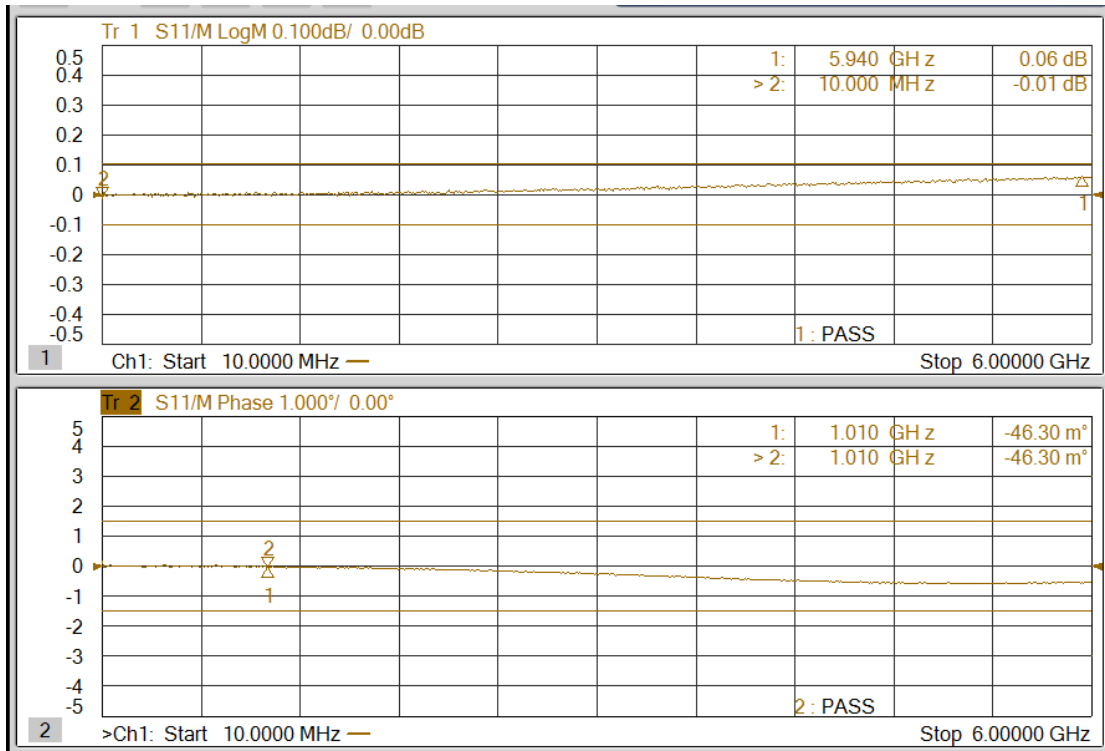 Tr 1 S11/M LogM 0.100dB/ 0.00dB
0.5
1: 5.940 GH z 0.06 dB
0.4
> 2: 10.000 MH z -0.01 dB
0.3
0.2
0.1
2
0
1
-0.1
-0.2
-0.3
-0.4
-0.5
1 : PASS
1 Ch1: Start 10.0000 MHz Stop 6.00000 GHz
Tr 2 S11/M Phase 1.000°/ 0.00°
5
1: 1.010 GH z -46.30 m°
4
> 2: 1.010 GH z -46.30 m°
3
2
1
2
0
1
-1
-2
-3
-4
-5
2 : PASS
2 >Ch1: Start 10.0000 MHz Stop 6.00000 GHz